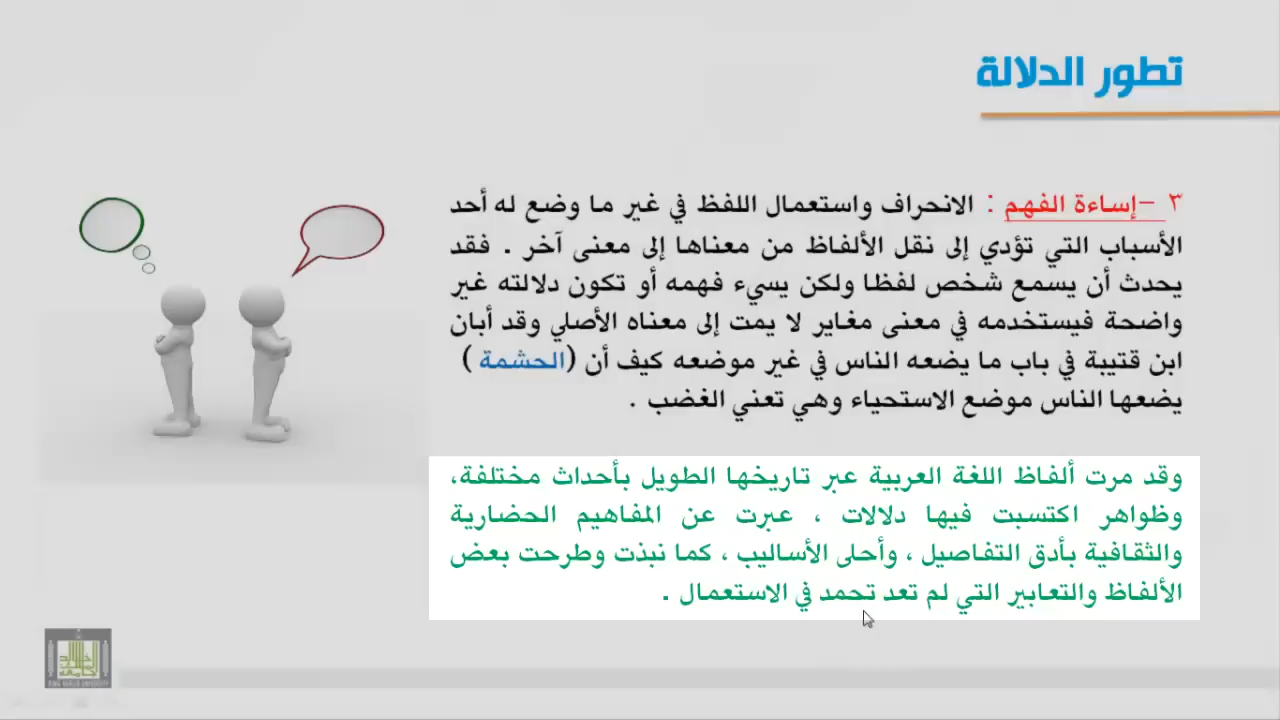 تطور الدلالة
٣ -إساءة الفهم : الانحراف واستعمال اللفظ في غير ما وضع له أحد
الأسباب التي تؤدي إلى نقل الألفاظ من معناها إلى معنى آخر . فقد
يحدث أن يسمع شخص لفظا ولكن يسيء فهمه أو تكون دلالته غير
واضحة فيستخدمه في معنى مغاير لا يمت إلى معناه الأصلي وقد أبان
ابن قتيبة في باب ما يضعه الناس في غير موضعه كيف أن (الحشمة )
يضعها الناس موضع الاستحياء وهي تعني الغضب .
وقد مرت ألفاظ اللغة العربية عبر تاريخها الطويل بأحداث مختلفة،
وظواهر اكتسبت فيها دلالات ، عبرت عن المفاهيم الحضارية
والثقافية بأدق التفاصيل ، وأحلى الأساليب ، كما نبذت وطرحت بعض
الألفاظ والتعابير التي لم تعد تحمد في الاستعمال .